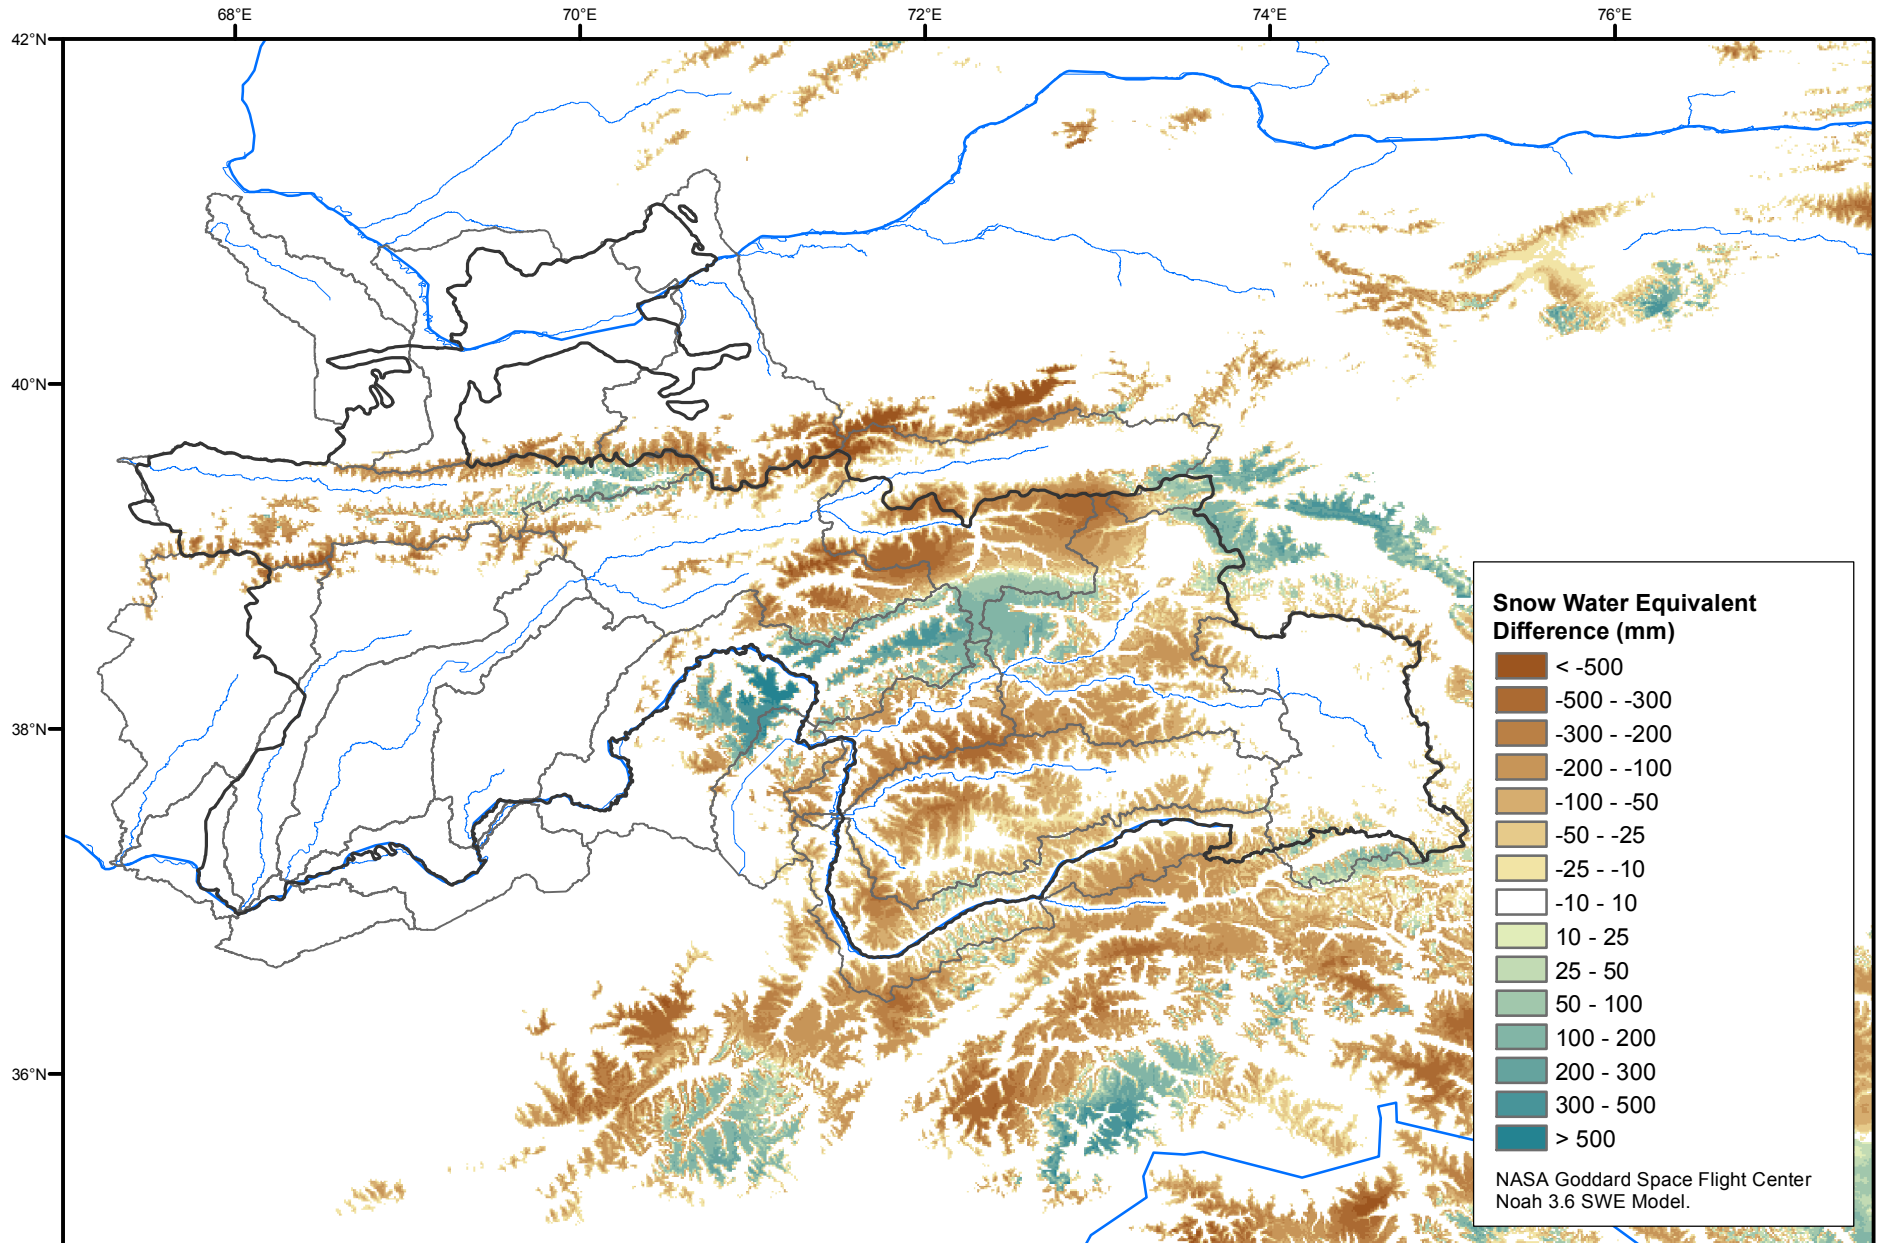 68°E
70°E
72°E
74°E
76°E
42°N
40°N
38°N
36°N
Snow Water Equivalent
Difference (mm)
< -500
-500 - -300
-300 - -200
-200 - -100
-100 - -50
-50 - -25
-25 - -10
-10 - 10
10 - 25
25 - 50
50 - 100
100 - 200
200 - 300
300 - 500
> 500
NASA Goddard Space Flight Center
Noah 3.6 SWE Model.